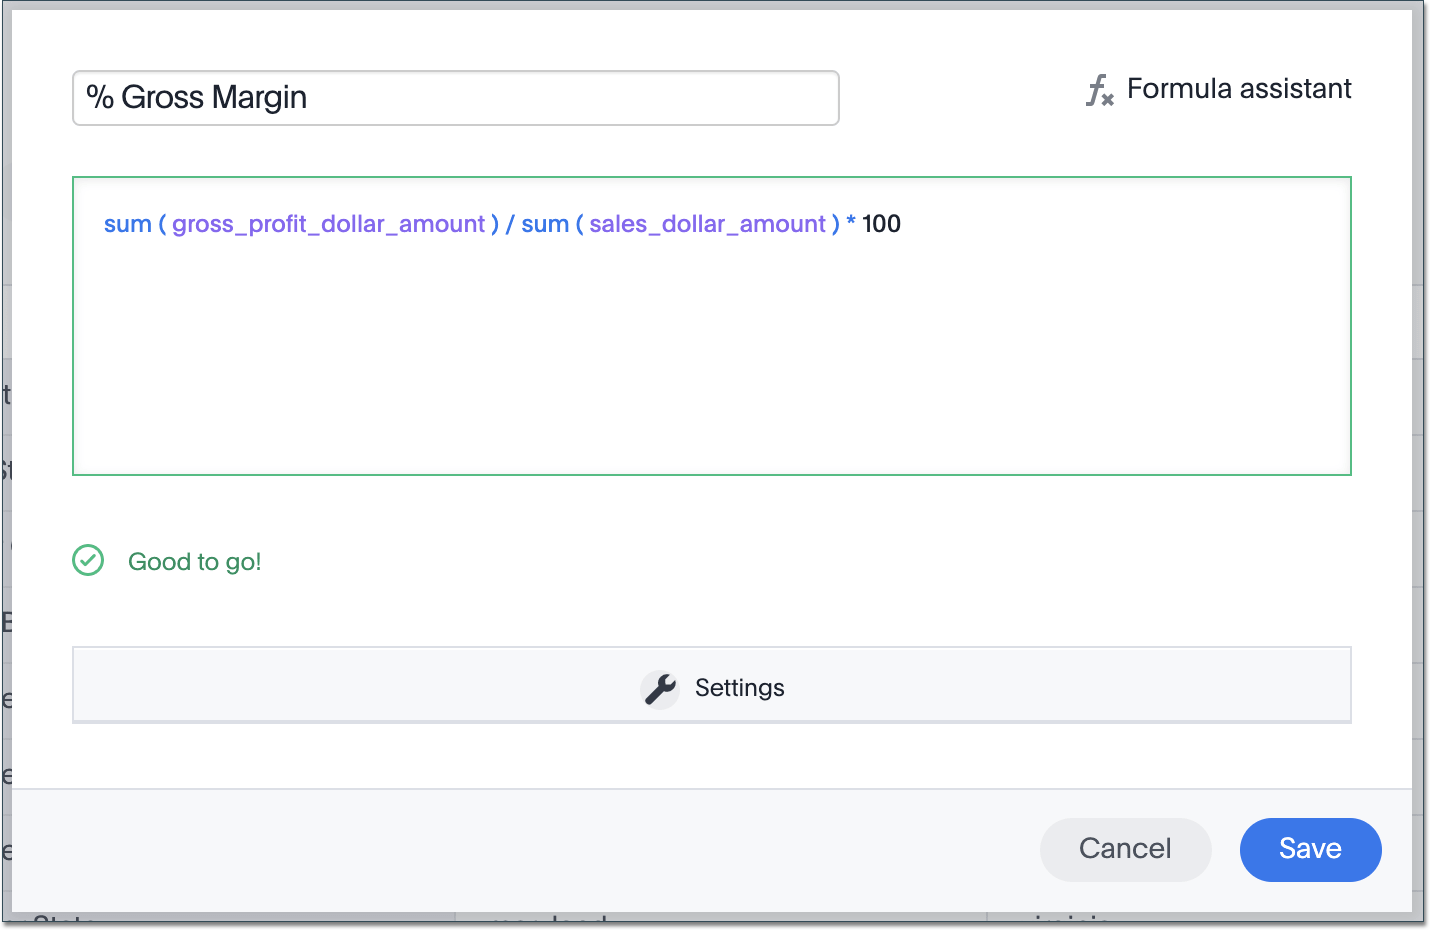 % Gross Margin
Formula assistant
sum ( gross_profit_dollar_amount ) / sum ( sales_dollar_amount ) * 100
Good to go!
Settings
Cancel
Save